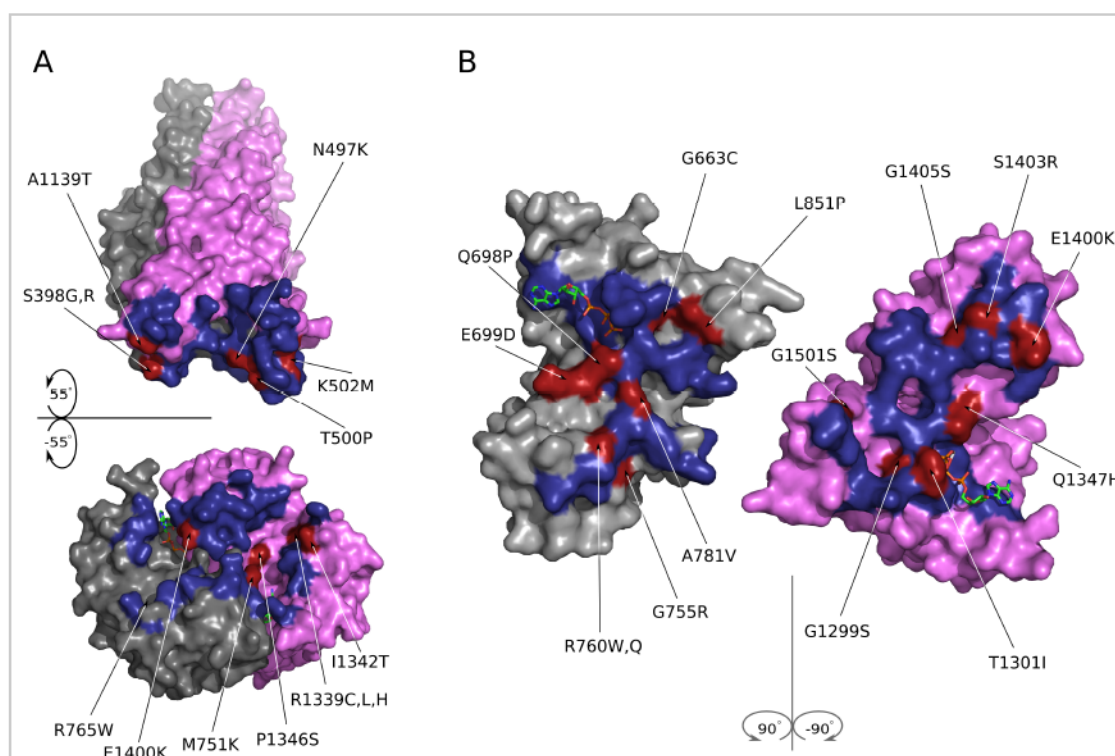 A
B
N497K
A1139T
S398G,R
K502M
T500P
55°
-55°
I1342T
R1339C,L,H
P1346S
M751K
E1400K
R765W
G663C
L851P
Q698P
E699D
A781V
G755R
R760W,Q
S1403R
G1405S
E1400K
G1501S
Q1347H
G1299S
T1301I
90°
-90°